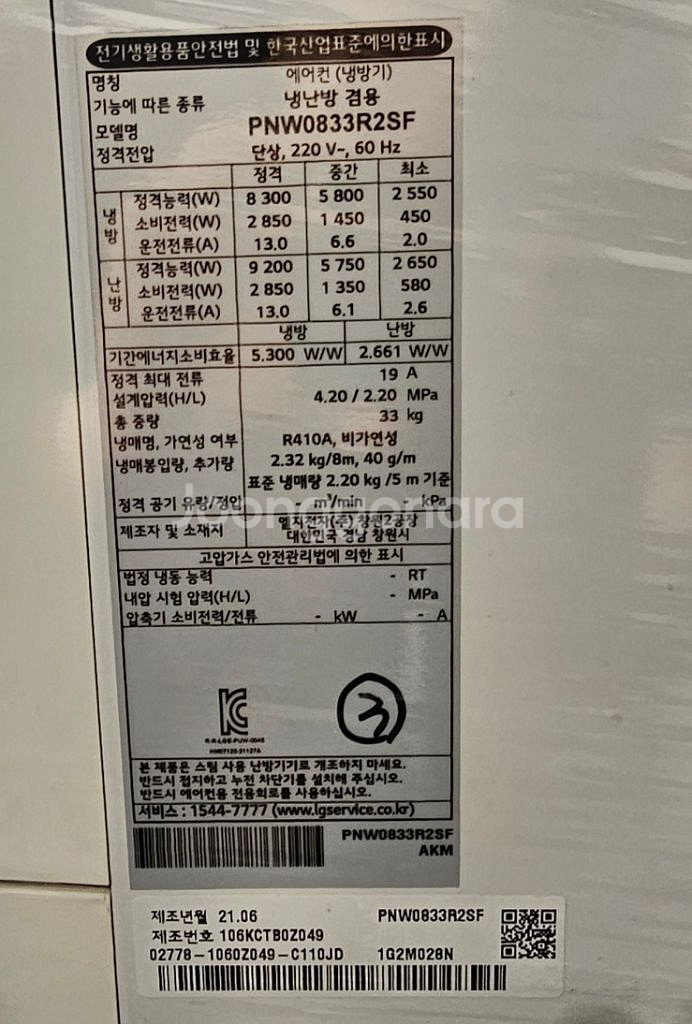 전기생활용품안전법 및 한국산업표준에의한표시
명칭 에어컨 (냉방기)
기능에 따른 종류 냉난방 겸용
모델명 PNW0833R2SF
정격전압 단상, 220 V~, 60 Hz
정격 중간 최소
냉방
정격능력(W) 8 300 5 800 2 550
소비전력(W) 2 850 1 450 450
운전전류(A) 13.0 6.6 2.0
난방
정격능력(W) 9 200 5 750 2 650
소비전력(W) 2 850 1 350 580
운전전류(A) 13.0 6.1 2.6
냉방 난방
기간에너지소비효율 5.300 W/W 2.661 W/W
정격 최대 전류 19 A
설계압력(H/L) 4.20 / 2.20 MPa
총 중량 33 kg
냉매명, 가연성 여부 R410A, 비가연성
냉매봉입량, 추가량 2.32 kg/8m, 40 g/m
표준 냉매량 2.20 kg /5 m 기준
정격 공기 유량/정압 - m³/min - kPa
제조자 및 소재지 엘지전자(주) 창원2공장
대한민국 경남 창원시
고압가스 안전관리법에 의한 표시
법정 냉동 능력 - RT
내압 시험 압력(H/L) - MPa
압축기 소비전력/전류 - kW - A
3
본 제품은 스팀 사용 난방기기로 개조하지 마세요.
반드시 접지하고 누전 차단기를 설치해 주십시오.
반드시 에어컨용 전용회로를 사용하십시오.
서비스 : 1544-7777 (www.lgservice.co.kr)
PNW0833R2SF
AKM
제조년월 21.06 PNW0833R2SF
제조번호 106KCTB0Z049
02778-1060Z049-C110JD 1G2M028N
Joonggonara